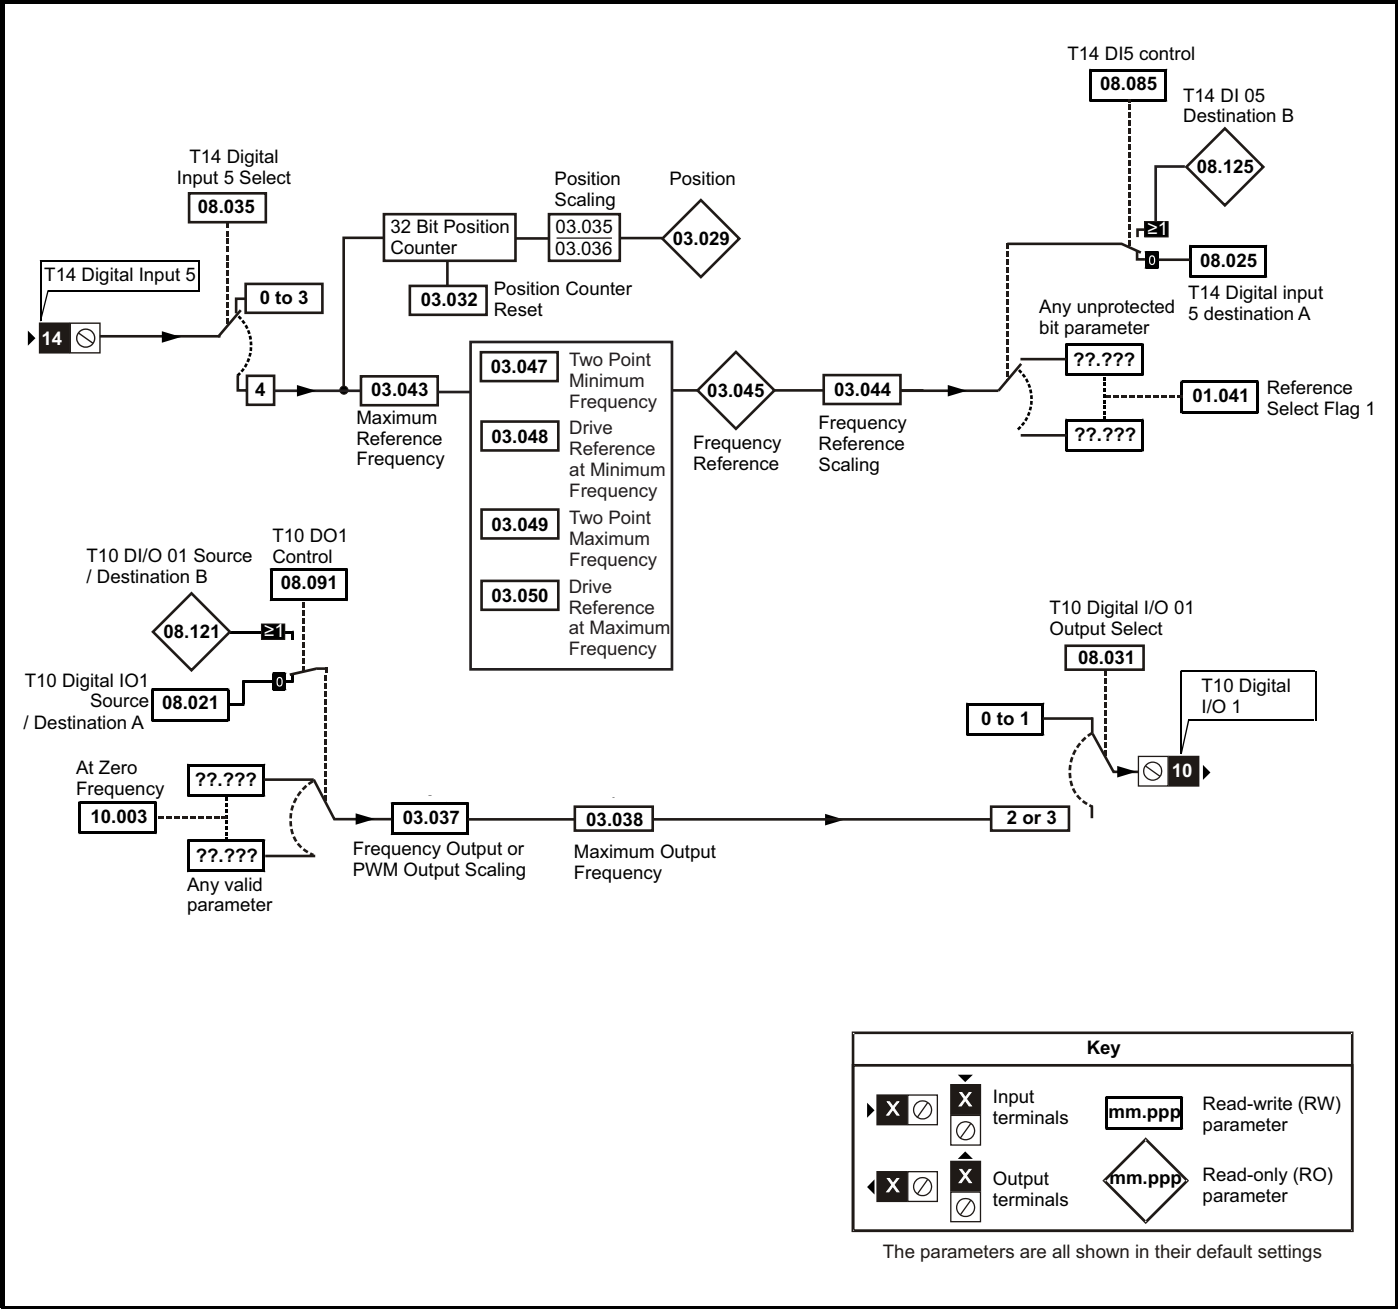 T14 DI5 control
08.085
T14 DI 05
Destination B
08.125
≥1
0
08.025
T14 Digital input
5 destination A
T14 Digital
Input 5 Select
08.035
T14 Digital Input 5
14
0 to 3
4
32 Bit Position
Counter
03.032
Position Counter
Reset
Position
Scaling
03.035
03.036
Position
03.029
03.043
Maximum
Reference
Frequency
03.047
Two Point
Minimum
Frequency
03.048
Drive
Reference
at Minimum
Frequency
03.049
Two Point
Maximum
Frequency
03.050
Drive
Reference
at Maximum
Frequency
03.045
Frequency
Reference
03.044
Frequency
Reference
Scaling
Any unprotected
bit parameter
??.???
??.???
01.041
Reference
Select Flag 1
T10 DI/O 01 Source
/ Destination B
08.121
≥1
T10 DO1
Control
08.091
T10 Digital IO1
Source
/ Destination A
08.021
0
At Zero
Frequency
10.003
??.???
??.???
Any valid
parameter
03.037
Frequency Output or
PWM Output Scaling
03.038
Maximum Output
Frequency
2 or 3
0 to 1
T10 Digital I/O 01
Output Select
08.031
T10 Digital
I/O 1
10
Key
X
X
Input
terminals
mm.ppp
Read-write (RW)
parameter
X
X
Output
terminals
mm.ppp
Read-only (RO)
parameter
The parameters are all shown in their default settings